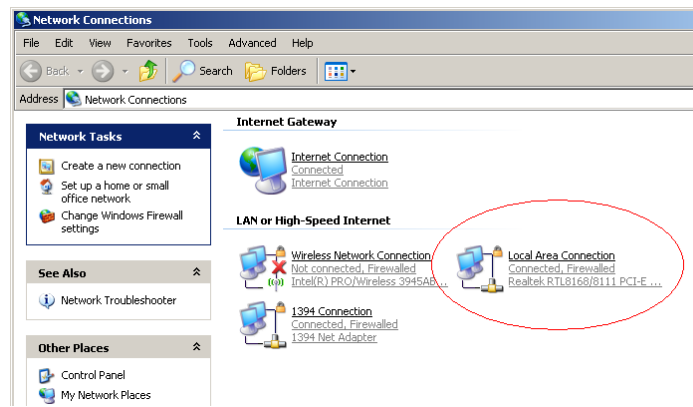 Network Connections
File Edit View Favorites Tools Advanced Help
Back Search Folders
Address Network Connections
Network Tasks
Create a new connection
Set up a home or small
office network
Change Windows Firewall
settings
See Also
Network Troubleshooter
Other Places
Control Panel
My Network Places
Internet Gateway
Internet Connection
Connected
Internet Connection
LAN or High-Speed Internet
Wireless Network Connection
Not connected, Firewalled
Intel(R) PRO/Wireless 3945AB...
Local Area Connection
Connected, Firewalled
Realtek RTL8168/8111 PCI-E ...
1394 Connection
Connected, Firewalled
1394 Net Adapter